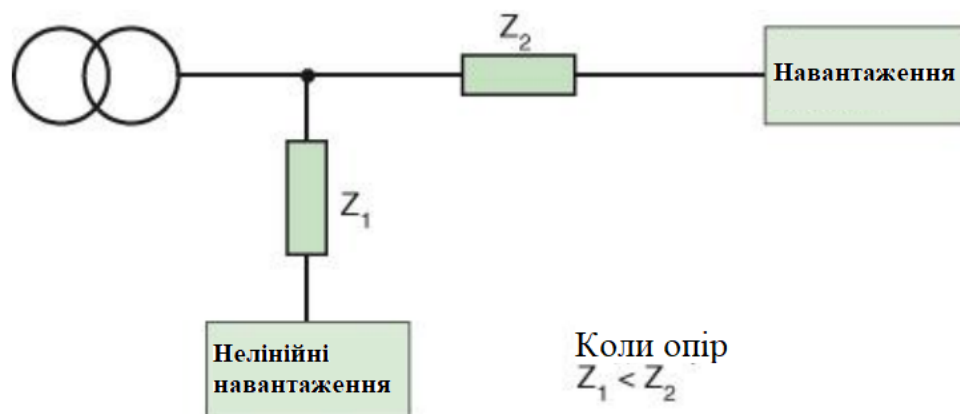 Z₂
Навантаження
Z₁
Нелінійні
навантаження
Коли опір
Z₁ < Z₂